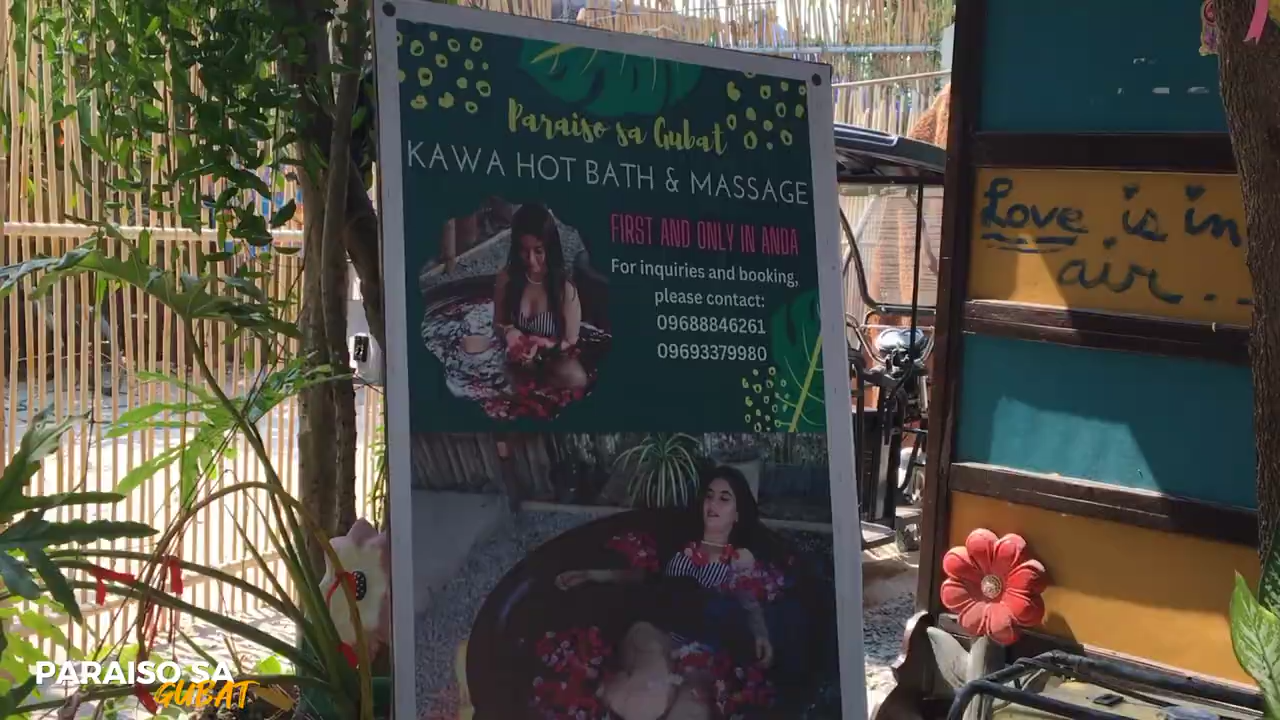 Paraiso sa Gubat
KAWA HOT BATH & MASSAGE
FIRST AND ONLY IN ANDA
For inquiries and booking,
please contact:
09688846261
09693379980
Love is in
air...
PARAISO SA
GUBAT